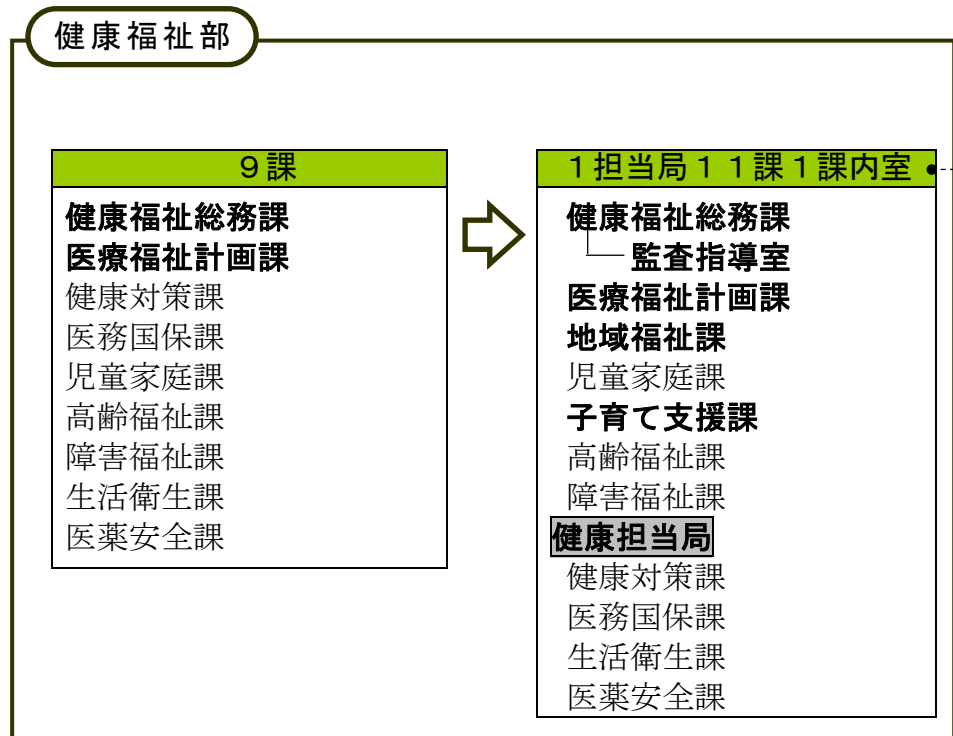 健康福祉部
９課
健康福祉総務課
医療福祉計画課
健康対策課
医務国保課
児童家庭課
高齢福祉課
障害福祉課
生活衛生課
医薬安全課
１担当局１１課１課内室
健康福祉総務課
監査指導室
医療福祉計画課
地域福祉課
児童家庭課
子育て支援課
高齢福祉課
障害福祉課
健康担当局
健康対策課
医務国保課
生活衛生課
医薬安全課